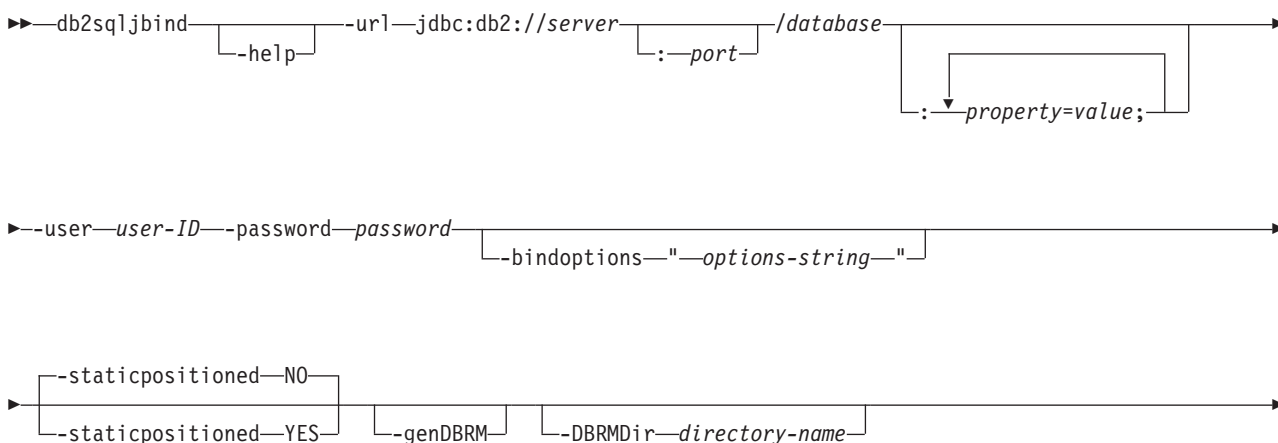 db2sqljbind -help -url jdbc:db2://server : port /database : property=value;
-user user-ID -password password -bindoptions " options-string "
-staticpositioned NO
-staticpositioned YES -genDBRM -DBRMDir directory-name